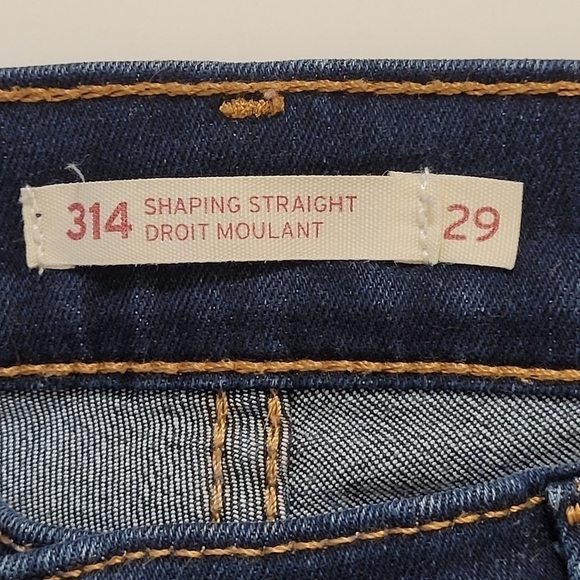 314 SHAPING STRAIGHT
DROIT MOULANT
29